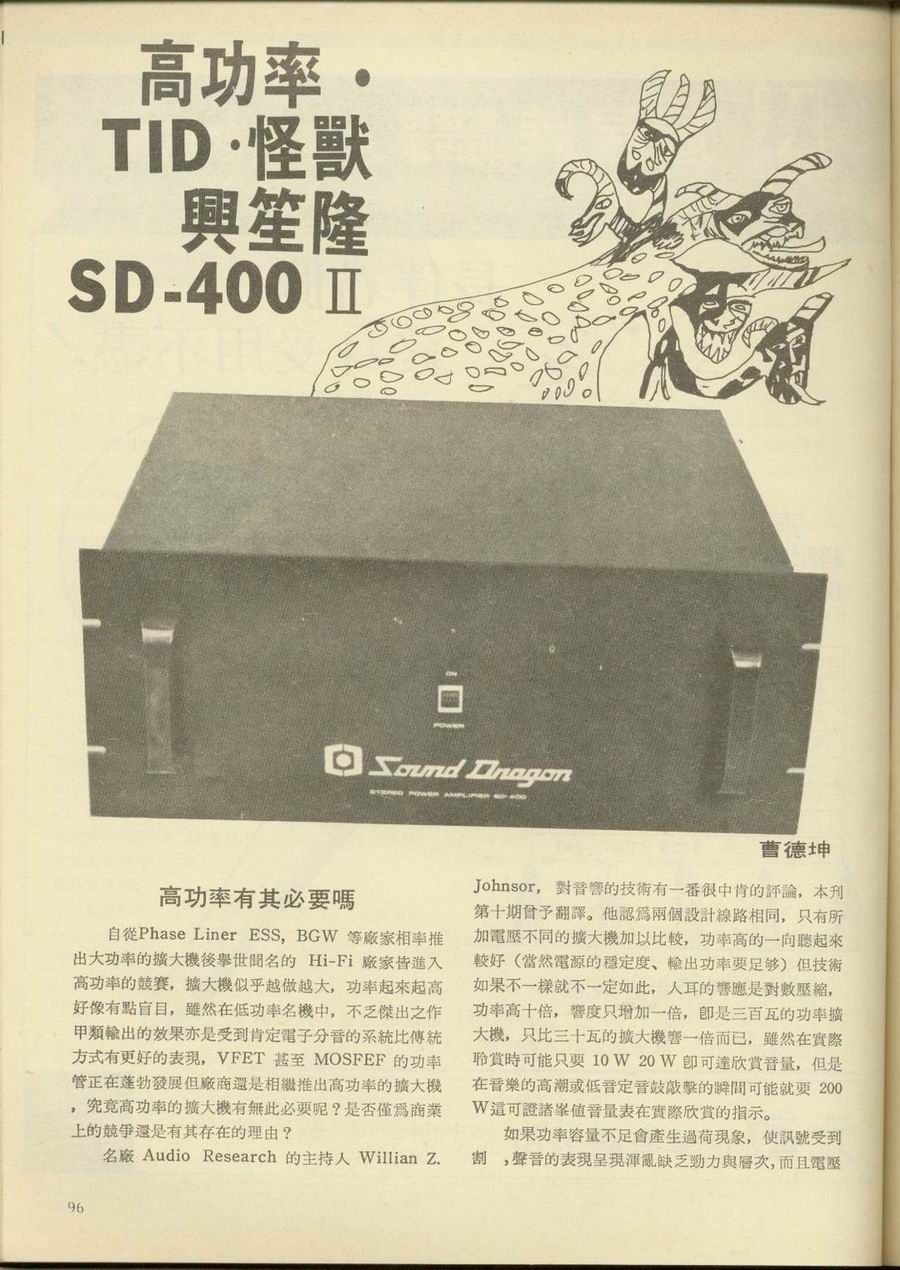 高功率·
TID·怪獸
興笙隆
SD-400 II
ON
POWER
Sound Dragon
STEREO POWER AMPLIFIER SD-400
曹德坤
高功率有其必要嗎
自從Phase Liner ESS, BGW 等廠家相率推
出大功率的擴大機後舉世聞名的 Hi-Fi 廠家皆進入
高功率的競賽，擴大機似乎越做越大，功率起來起高
好像有點盲目，雖然在低功率名機中，不乏傑出之作
甲類輸出的效果亦是受到肯定電子分音的系統比傳統
方式有更好的表現，VFET 甚至 MOSFEF 的功率
管正在蓬勃發展但廠商還是相繼推出高功率的擴大機
，究竟高功率的擴大機有無此必要呢？是否僅爲商業
上的競爭還是有其存在的理由？
名廠 Audio Research 的主持人 Willian Z.
Johnsor，對音響的技術有一番很中肯的評論，本刊
第十期曾予翻譯。他認爲兩個設計線路相同，只有所
加電壓不同的擴大機加以比較，功率高的一向聽起來
較好（當然電源的穩定度、輸出功率要足够）但技術
如果不一樣就不一定如此，人耳的響應是對數壓縮，
功率高十倍，響度只增加一倍，卽是三百瓦的功率擴
大機，只比三十瓦的擴大機響一倍而已，雖然在實際
聆賞時可能只要 10 W 20 W 卽可達欣賞音量，但是
在音樂的高潮或低音定音鼓敲擊的瞬間可能就要 200
W這可證諸峯値音量表在實際欣賞的指示。
如果功率容量不足會產生過荷現象，使訊號受到
割 ，聲音的表現呈現渾亂缺乏勁力與層次，而且電壓
96